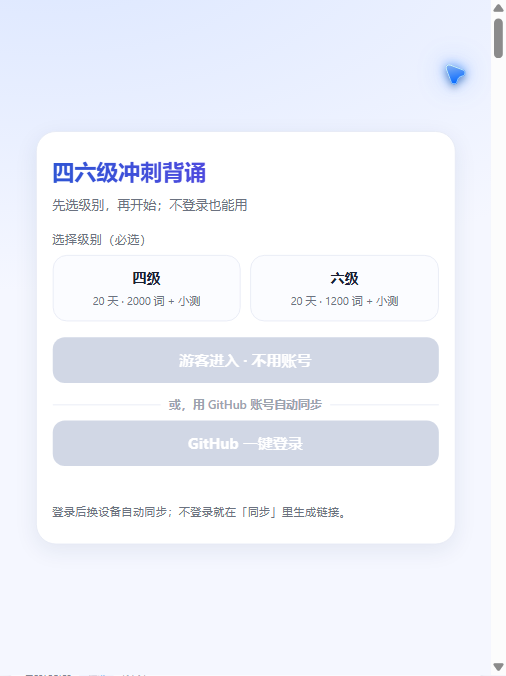 四六级冲刺背诵
先选级别，再开始；不登录也能用
选择级别（必选）
四级
20 天 · 2000 词 + 小测
六级
20 天 · 1200 词 + 小测
游客进入 · 不用账号
或，用 GitHub 账号自动同步
GitHub 一键登录
登录后换设备自动同步；不登录就在「同步」里生成链接。